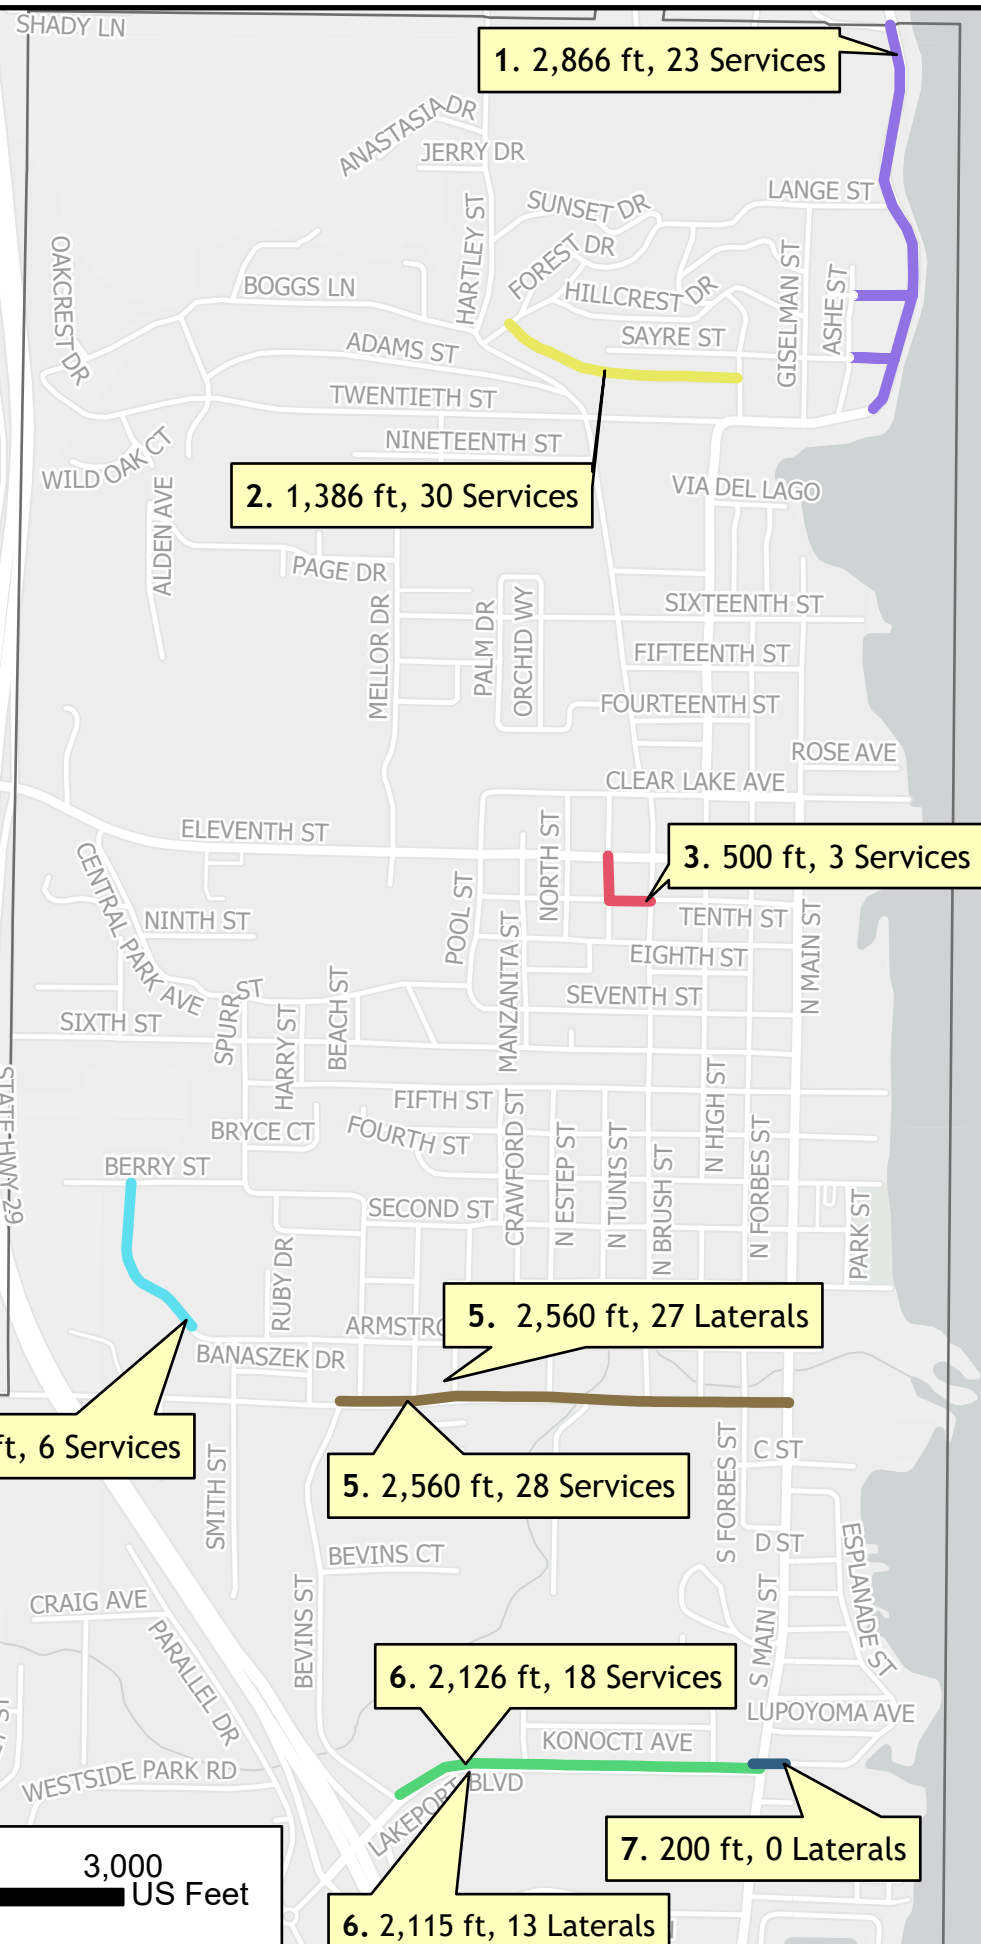 SHADY LN
1. 2,866 ft, 23 Services
ANASTASIA DR
JERRY DR
LANGE ST
SUNSET DR
HARTLEY ST
FOREST DR
OAKCREST DR
BOGGS LN
HILLCREST DR
GISELMAN ST
ASHE ST
SAYRE ST
ADAMS ST
TWENTIETH ST
NINETEENTH ST
WILD OAK CT
2. 1,386 ft, 30 Services
VIA DEL LAGO
ALDEN AVE
PAGE DR
MELLOR DR
PALM DR
ORCHID WY
SIXTEENTH ST
FIFTEENTH ST
FOURTEENTH ST
ROSE AVE
CLEAR LAKE AVE
ELEVENTH ST
NORTH ST
3. 500 ft, 3 Services
CENTRAL PARK AVE
POOL ST
NINTH ST
MANZANITA ST
TENTH ST
N MAIN ST
EIGHTH ST
SEVENTH ST
SPURR ST
BEACH ST
HARRY ST
SIXTH ST
STATE HWY 29
FIFTH ST
N HIGH ST
BRYCE CT
FOURTH ST
CRAWFORD ST
N ESTEP ST
N TUNIS ST
N BRUSH ST
N FORBES ST
BERRY ST
SECOND ST
PARK ST
RUBY DR
5. 2,560 ft, 27 Laterals
ARMSTRO
BANASZEK DR
ft, 6 Services
5. 2,560 ft, 28 Services
SMITH ST
S FORBES ST
C ST
D ST
ESPLANADE ST
BEVINS CT
BEVINS ST
CRAIG AVE
PARALLEL DR
S MAIN ST
6. 2,126 ft, 18 Services
LUPOYOMA AVE
KONOCTI AVE
WESTSIDE PARK RD
LAKEPORT BLVD
7. 200 ft, 0 Laterals
3,000
US Feet
6. 2,115 ft, 13 Laterals